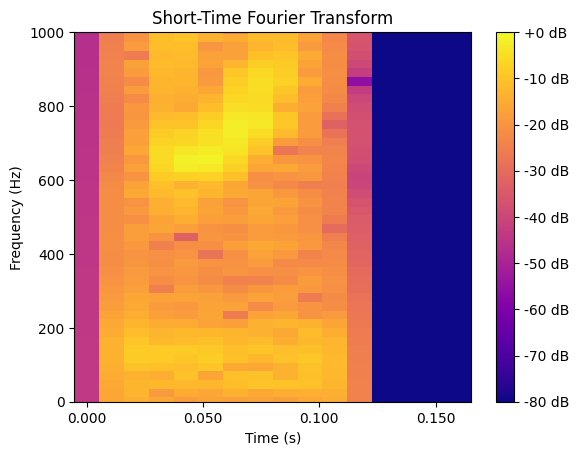 Short-Time Fourier Transform
Frequency (Hz)
1000
800
600
400
200
0
0.000
0.050
0.100
0.150
Time (s)
+0 dB
-10 dB
-20 dB
-30 dB
-40 dB
-50 dB
-60 dB
-70 dB
-80 dB